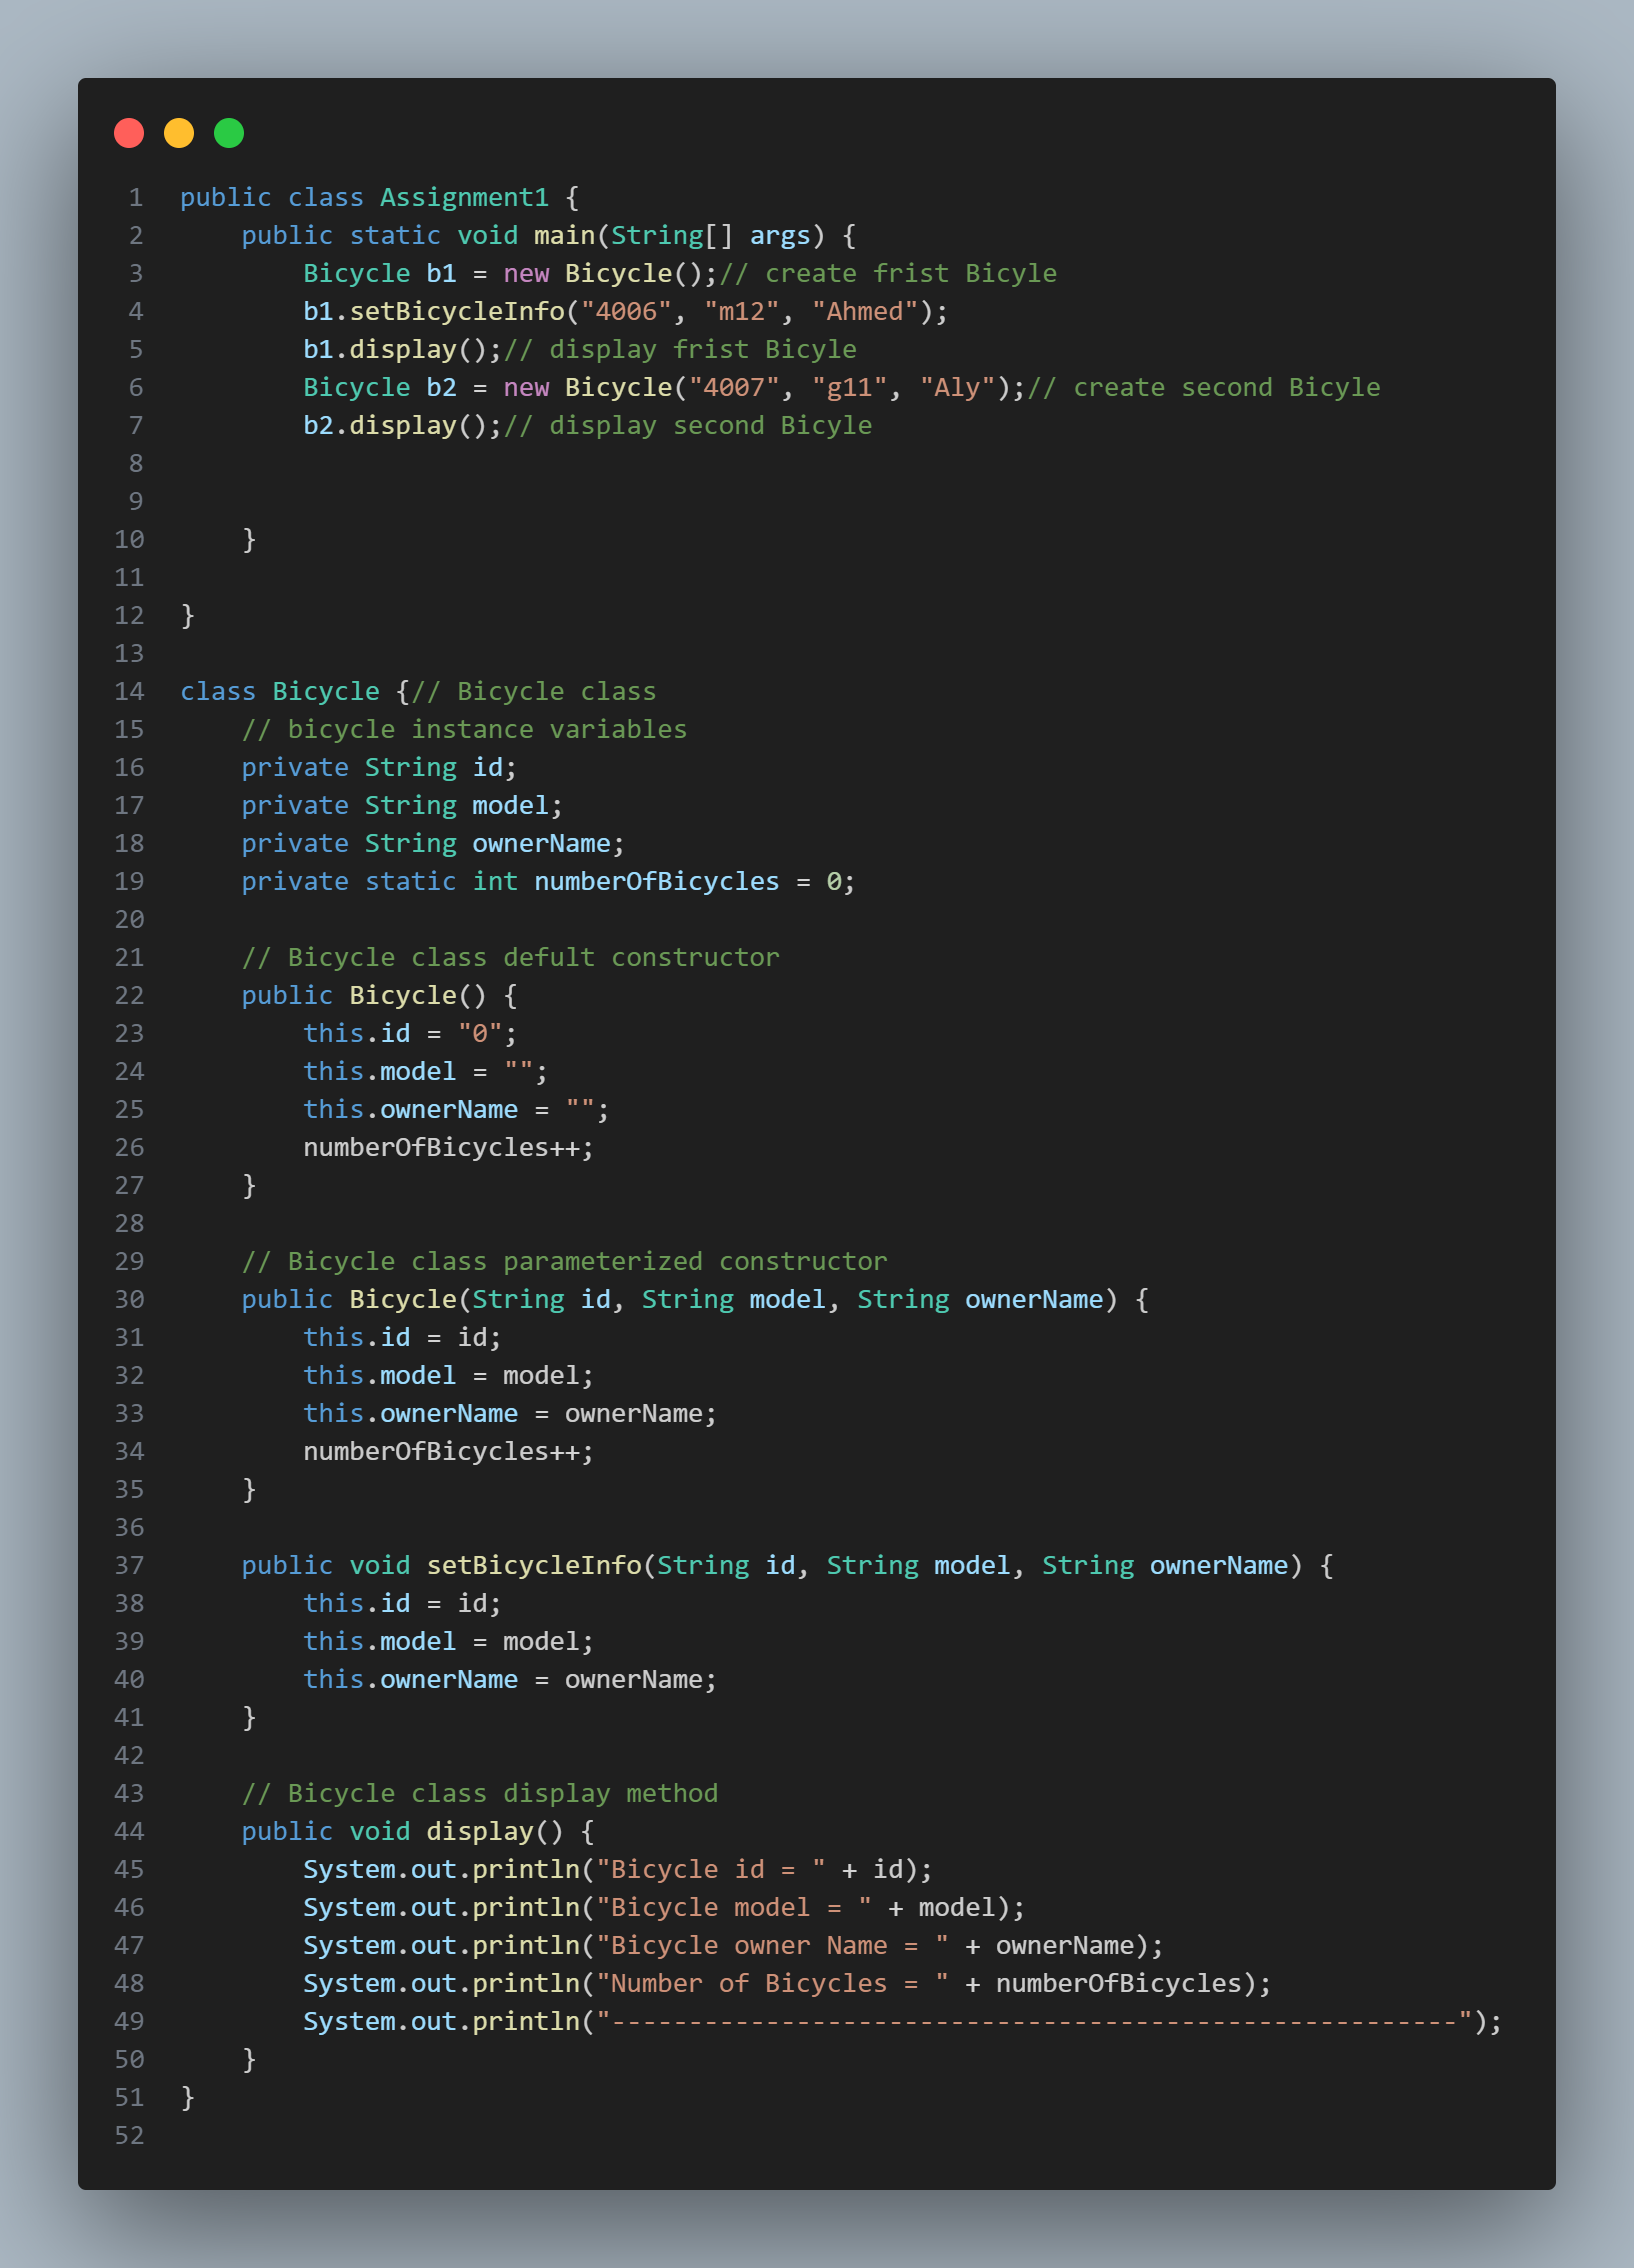 1 public class Assignment1 {
2     public static void main(String[] args) {
3         Bicycle b1 = new Bicycle();// create frist Bicyle
4         b1.setBicycleInfo("4006", "m12", "Ahmed");
5         b1.display();// display frist Bicyle
6         Bicycle b2 = new Bicycle("4007", "g11", "Aly");// create second Bicyle
7         b2.display();// display second Bicyle
8
9
10     }
11
12 }
13
14 class Bicycle {// Bicycle class
15     // bicycle instance variables
16     private String id;
17     private String model;
18     private String ownerName;
19     private static int numberOfBicycles = 0;
20
21     // Bicycle class defult constructor
22     public Bicycle() {
23         this.id = "0";
24         this.model = "";
25         this.ownerName = "";
26         numberOfBicycles++;
27     }
28
29     // Bicycle class parameterized constructor
30     public Bicycle(String id, String model, String ownerName) {
31         this.id = id;
32         this.model = model;
33         this.ownerName = ownerName;
34         numberOfBicycles++;
35     }
36
37     public void setBicycleInfo(String id, String model, String ownerName) {
38         this.id = id;
39         this.model = model;
40         this.ownerName = ownerName;
41     }
42
43     // Bicycle class display method
44     public void display() {
45         System.out.println("Bicycle id = " + id);
46         System.out.println("Bicycle model = " + model);
47         System.out.println("Bicycle owner Name = " + ownerName);
48         System.out.println("Number of Bicycles = " + numberOfBicycles);
49         System.out.println("-------------------------------------------------------");
50     }
51 }
52